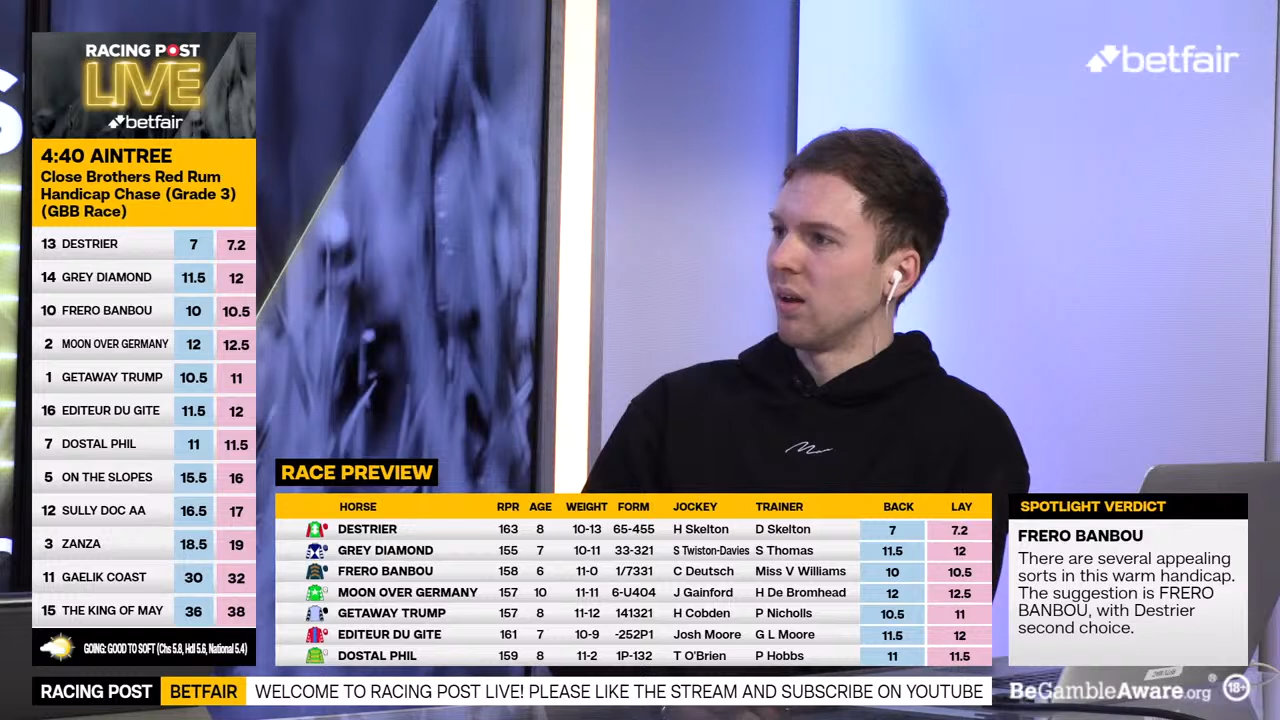 RACING POST
LIVE
betfair
4:40 AINTREE
Close Brothers Red Rum
Handicap Chase (Grade 3)
(GBB Race)
13 DESTRIER 7 7.2
14 GREY DIAMOND 11.5 12
10 FRERO BANBOU 10 10.5
2 MOON OVER GERMANY 12 12.5
1 GETAWAY TRUMP 10.5 11
16 EDITEUR DU GITE 11.5 12
7 DOSTAL PHIL 11 11.5
5 ON THE SLOPES 15.5 16
12 SULLY DOC AA 16.5 17
3 ZANZA 18.5 19
11 GAELIK COAST 30 32
15 THE KING OF MAY 36 38
GOING: GOOD TO SOFT (Chs 5.8, Hdl 5.6, National 5.4)
betfair
RACE PREVIEW
HORSE RPR AGE WEIGHT FORM JOCKEY TRAINER BACK LAY
DESTRIER 163 8 10-13 65-455 H Skelton D Skelton 7 7.2
GREY DIAMOND 155 7 10-11 33-321 S Twiston-Davies S Thomas 11.5 12
FRERO BANBOU 158 6 11-0 1/7331 C Deutsch Miss V Williams 10 10.5
MOON OVER GERMANY 157 10 11-11 6-U404 J Gainford H De Bromhead 12 12.5
GETAWAY TRUMP 157 8 11-12 141321 H Cobden P Nicholls 10.5 11
EDITEUR DU GITE 161 7 10-9 -252P1 Josh Moore G L Moore 11.5 12
DOSTAL PHIL 159 8 11-2 1P-132 T O'Brien P Hobbs 11 11.5
SPOTLIGHT VERDICT
FRERO BANBOU
There are several appealing
sorts in this warm handicap.
The suggestion is FRERO
BANBOU, with Destrier
second choice.
RACING POST BETFAIR WELCOME TO RACING POST LIVE! PLEASE LIKE THE STREAM AND SUBSCRIBE ON YOUTUBE
BeGambleAware.org® 18+